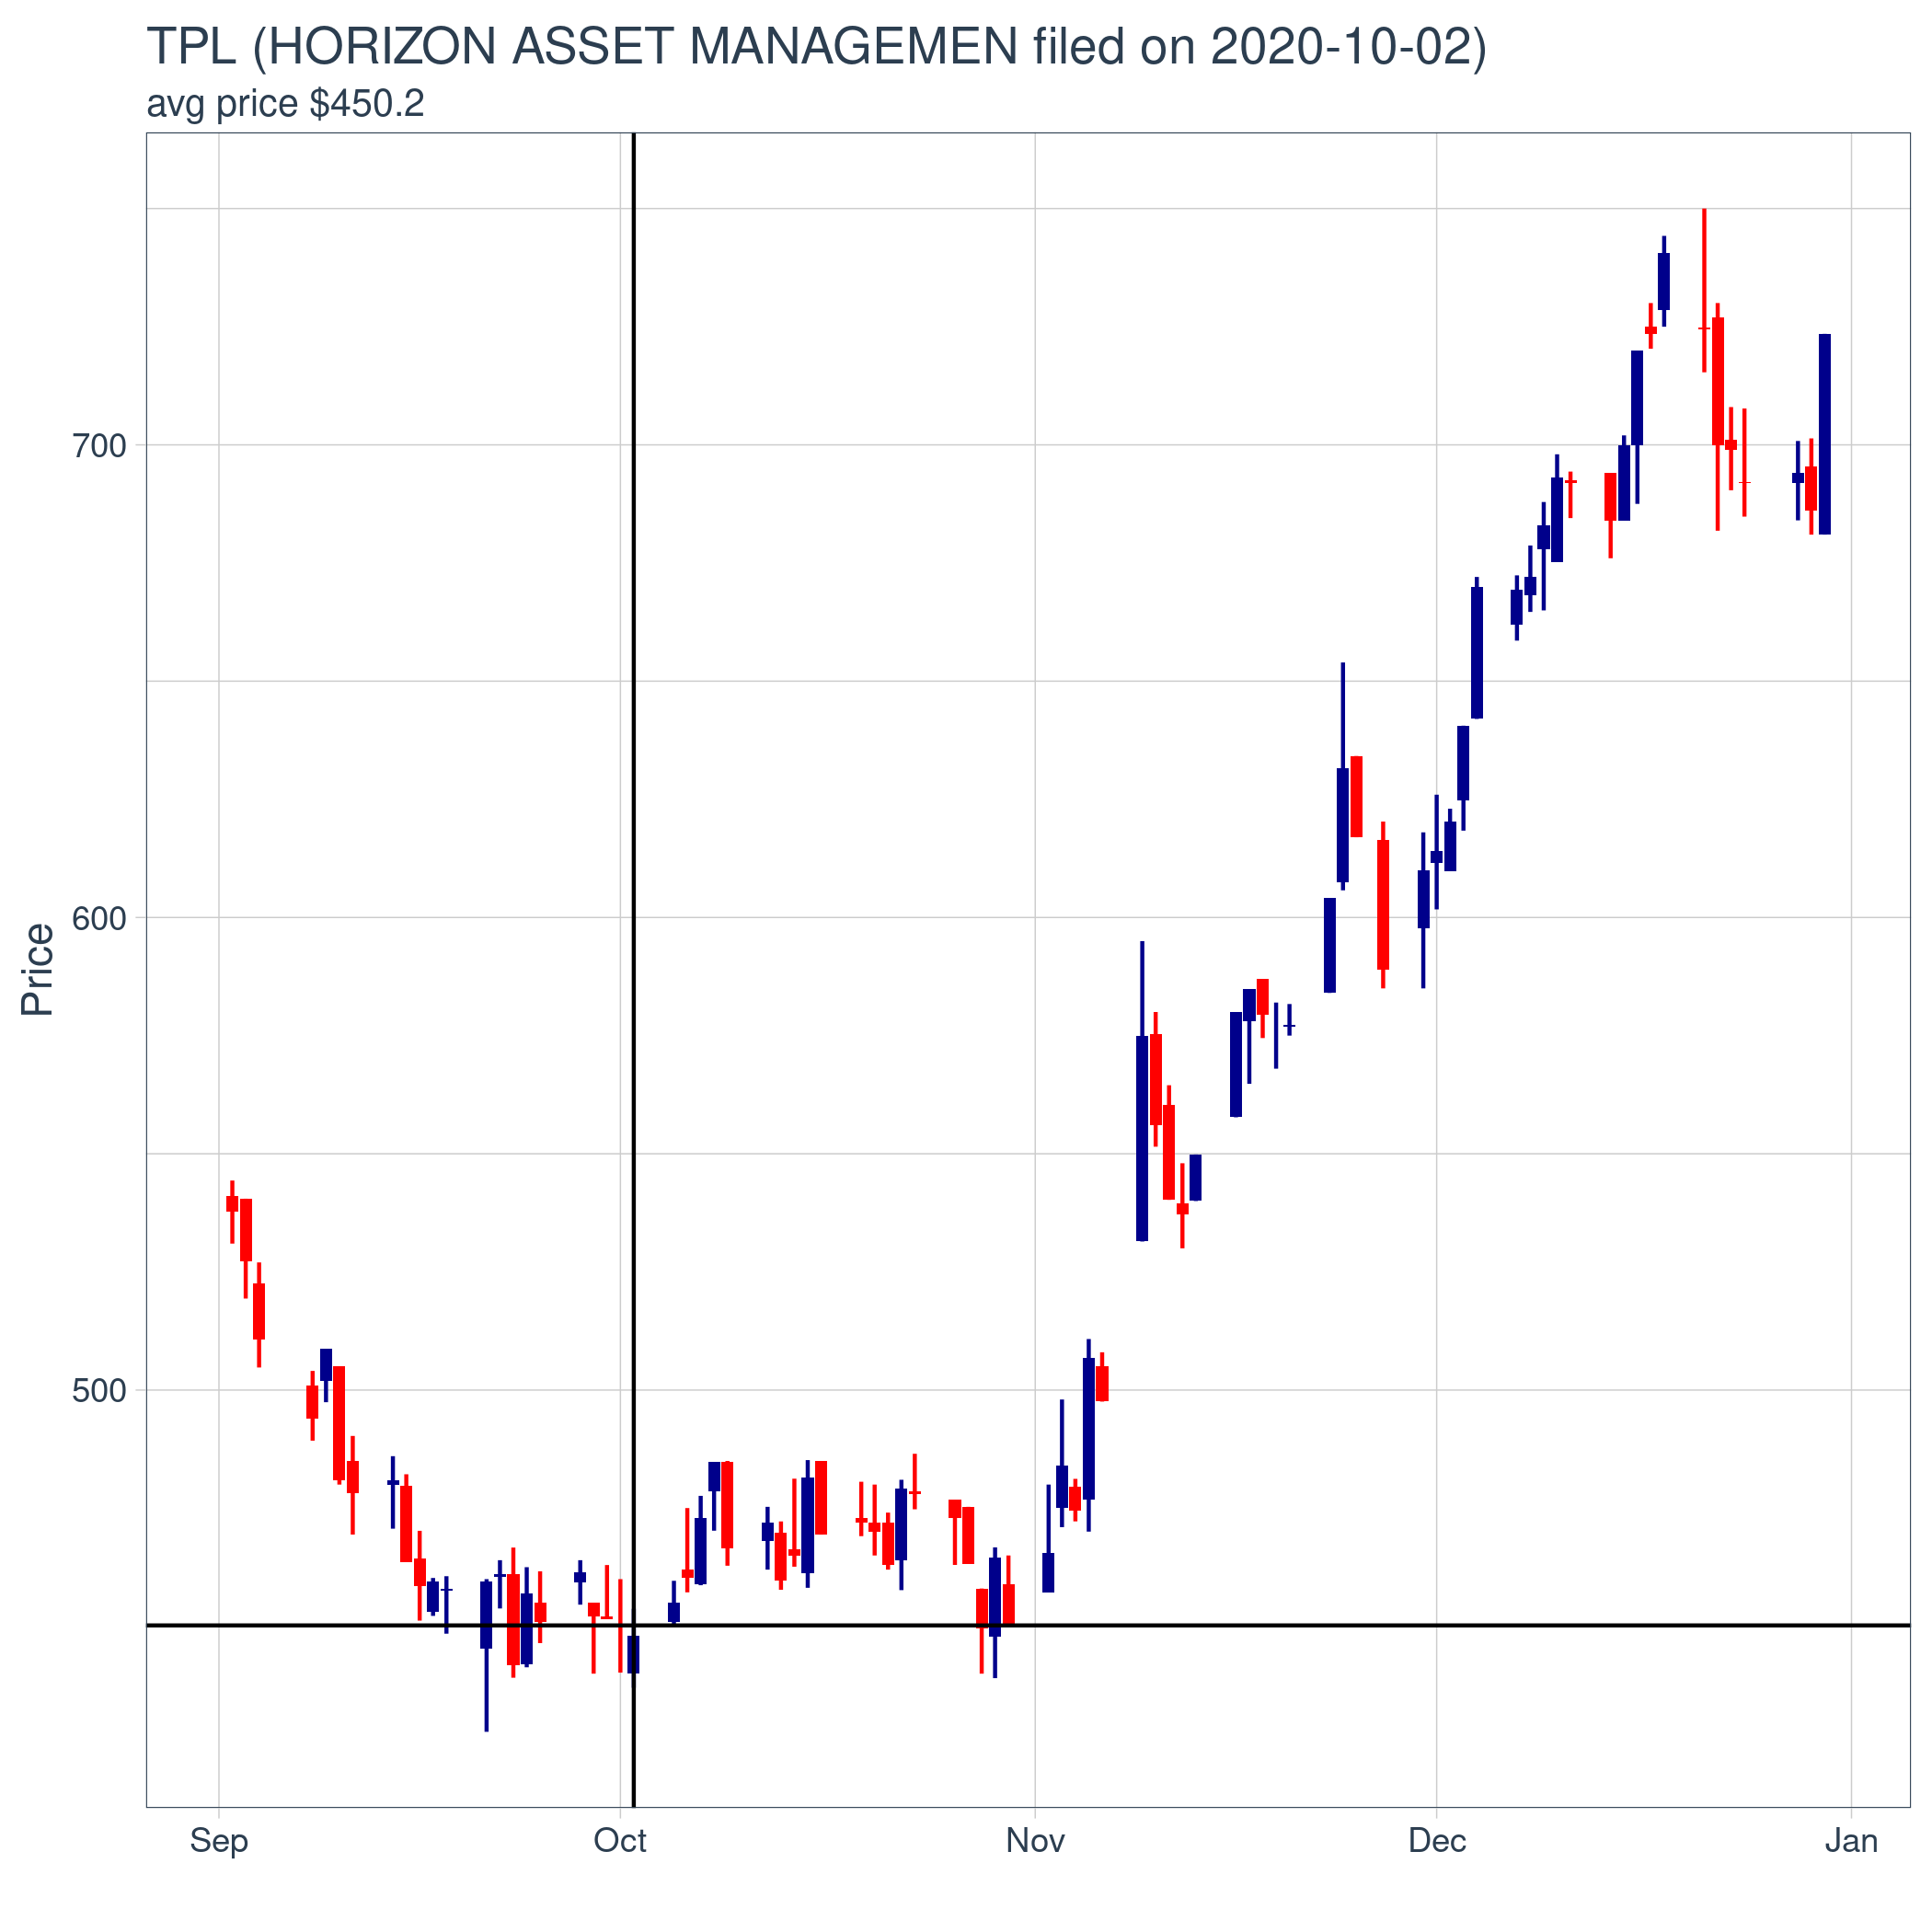 TPL (HORIZON ASSET MANAGEMEN filed on 2020-10-02)
avg price $450.2
Price
700
600
500
Sep Oct Nov Dec Jan